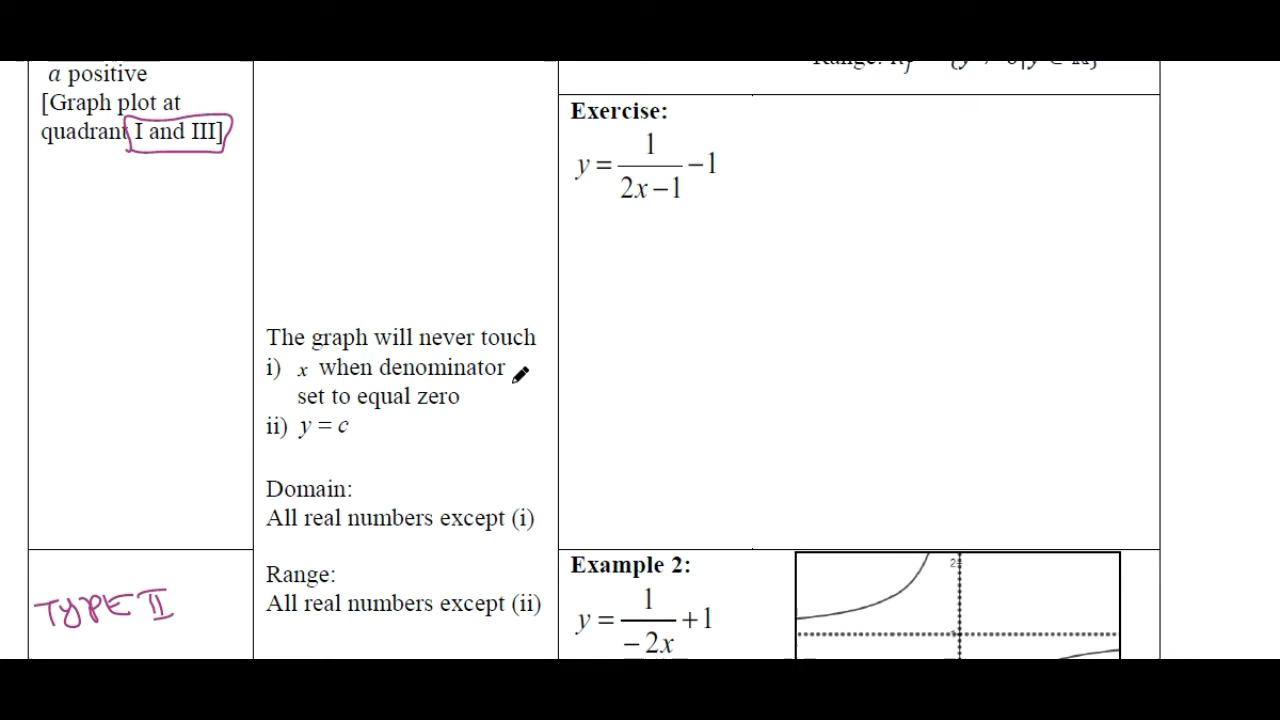 a positive
[Graph plot at
quadrant I and III]
The graph will never touch
i) x when denominator
set to equal zero
ii) y = c
Domain:
All real numbers except (i)
Range:
All real numbers except (ii)
Range:
Exercise:
y = 1/(2x−1) −1
TYPE II
Example 2:
y = 1/(−2x) +1
2